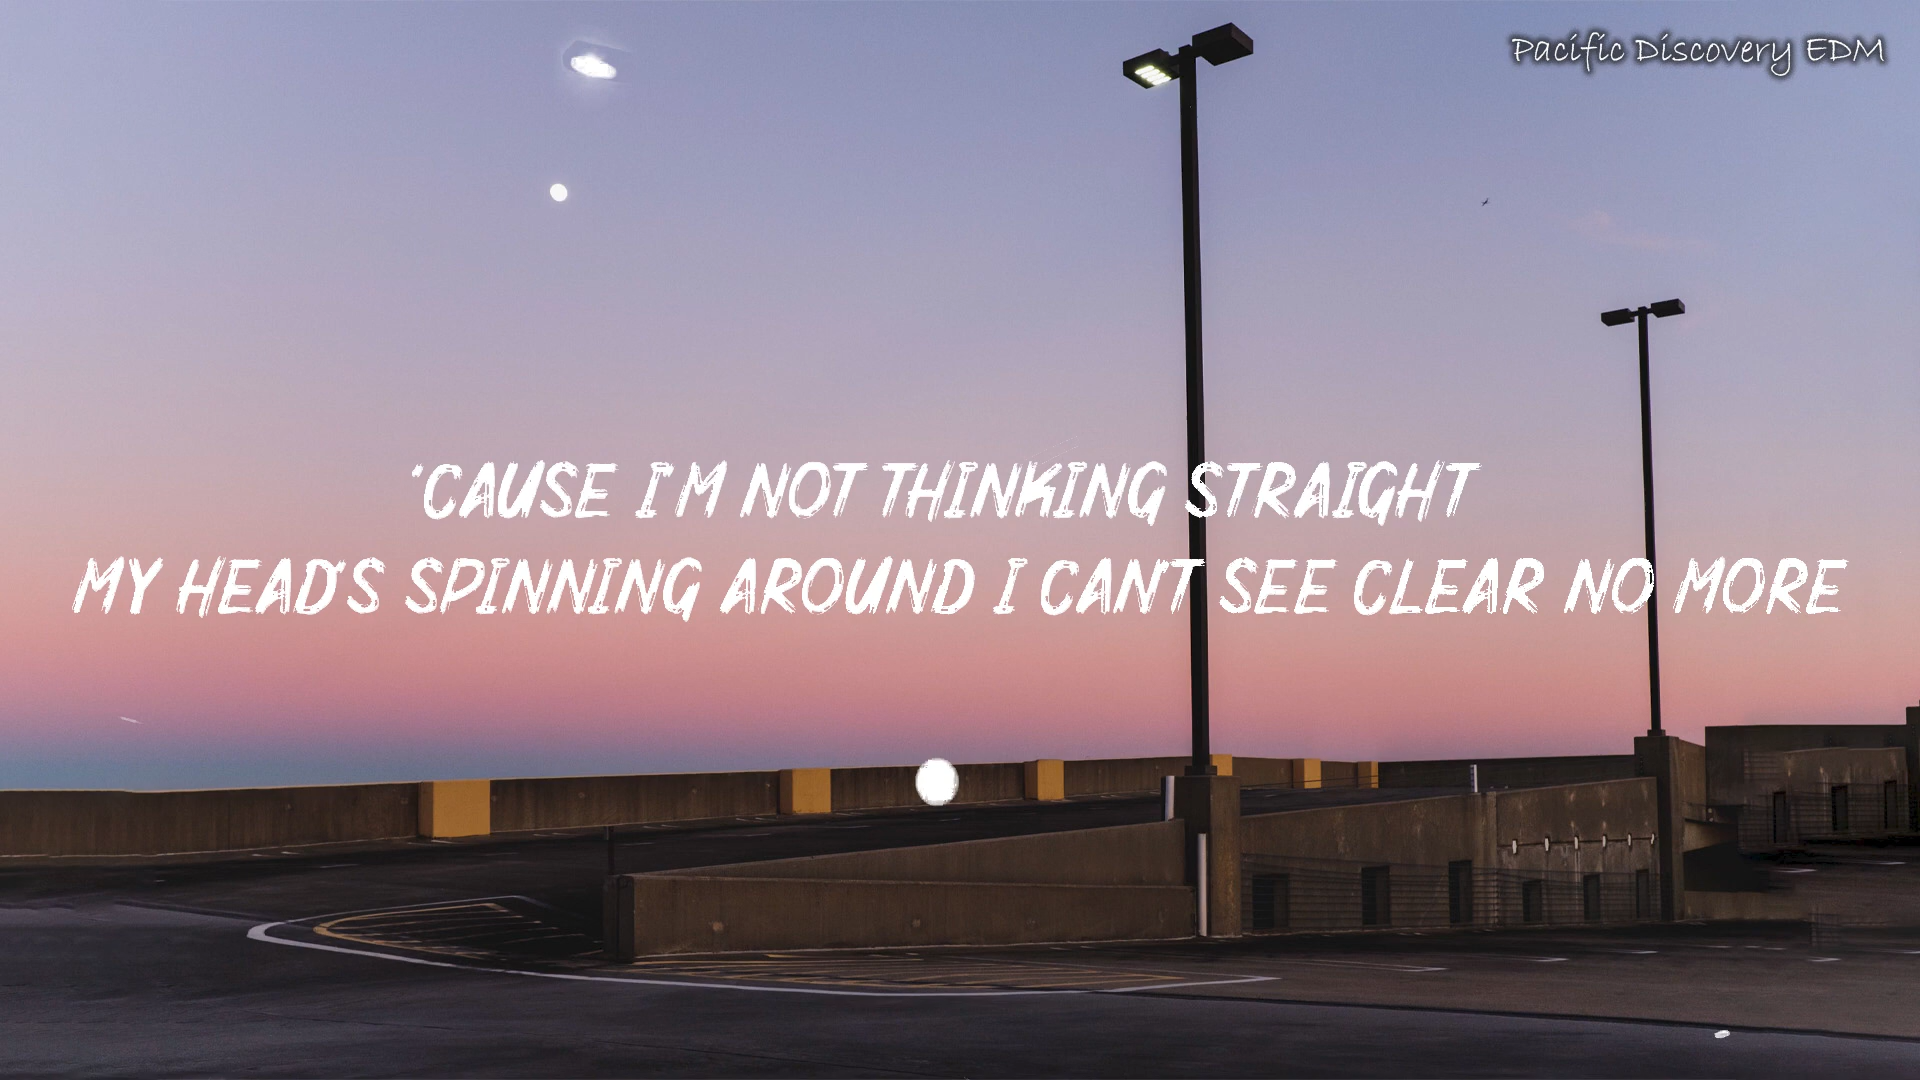 Pacific Discovery EDM
'CAUSE I'M NOT THINKING STRAIGHT
MY HEAD'S SPINNING AROUND I CAN'T SEE CLEAR NO MORE